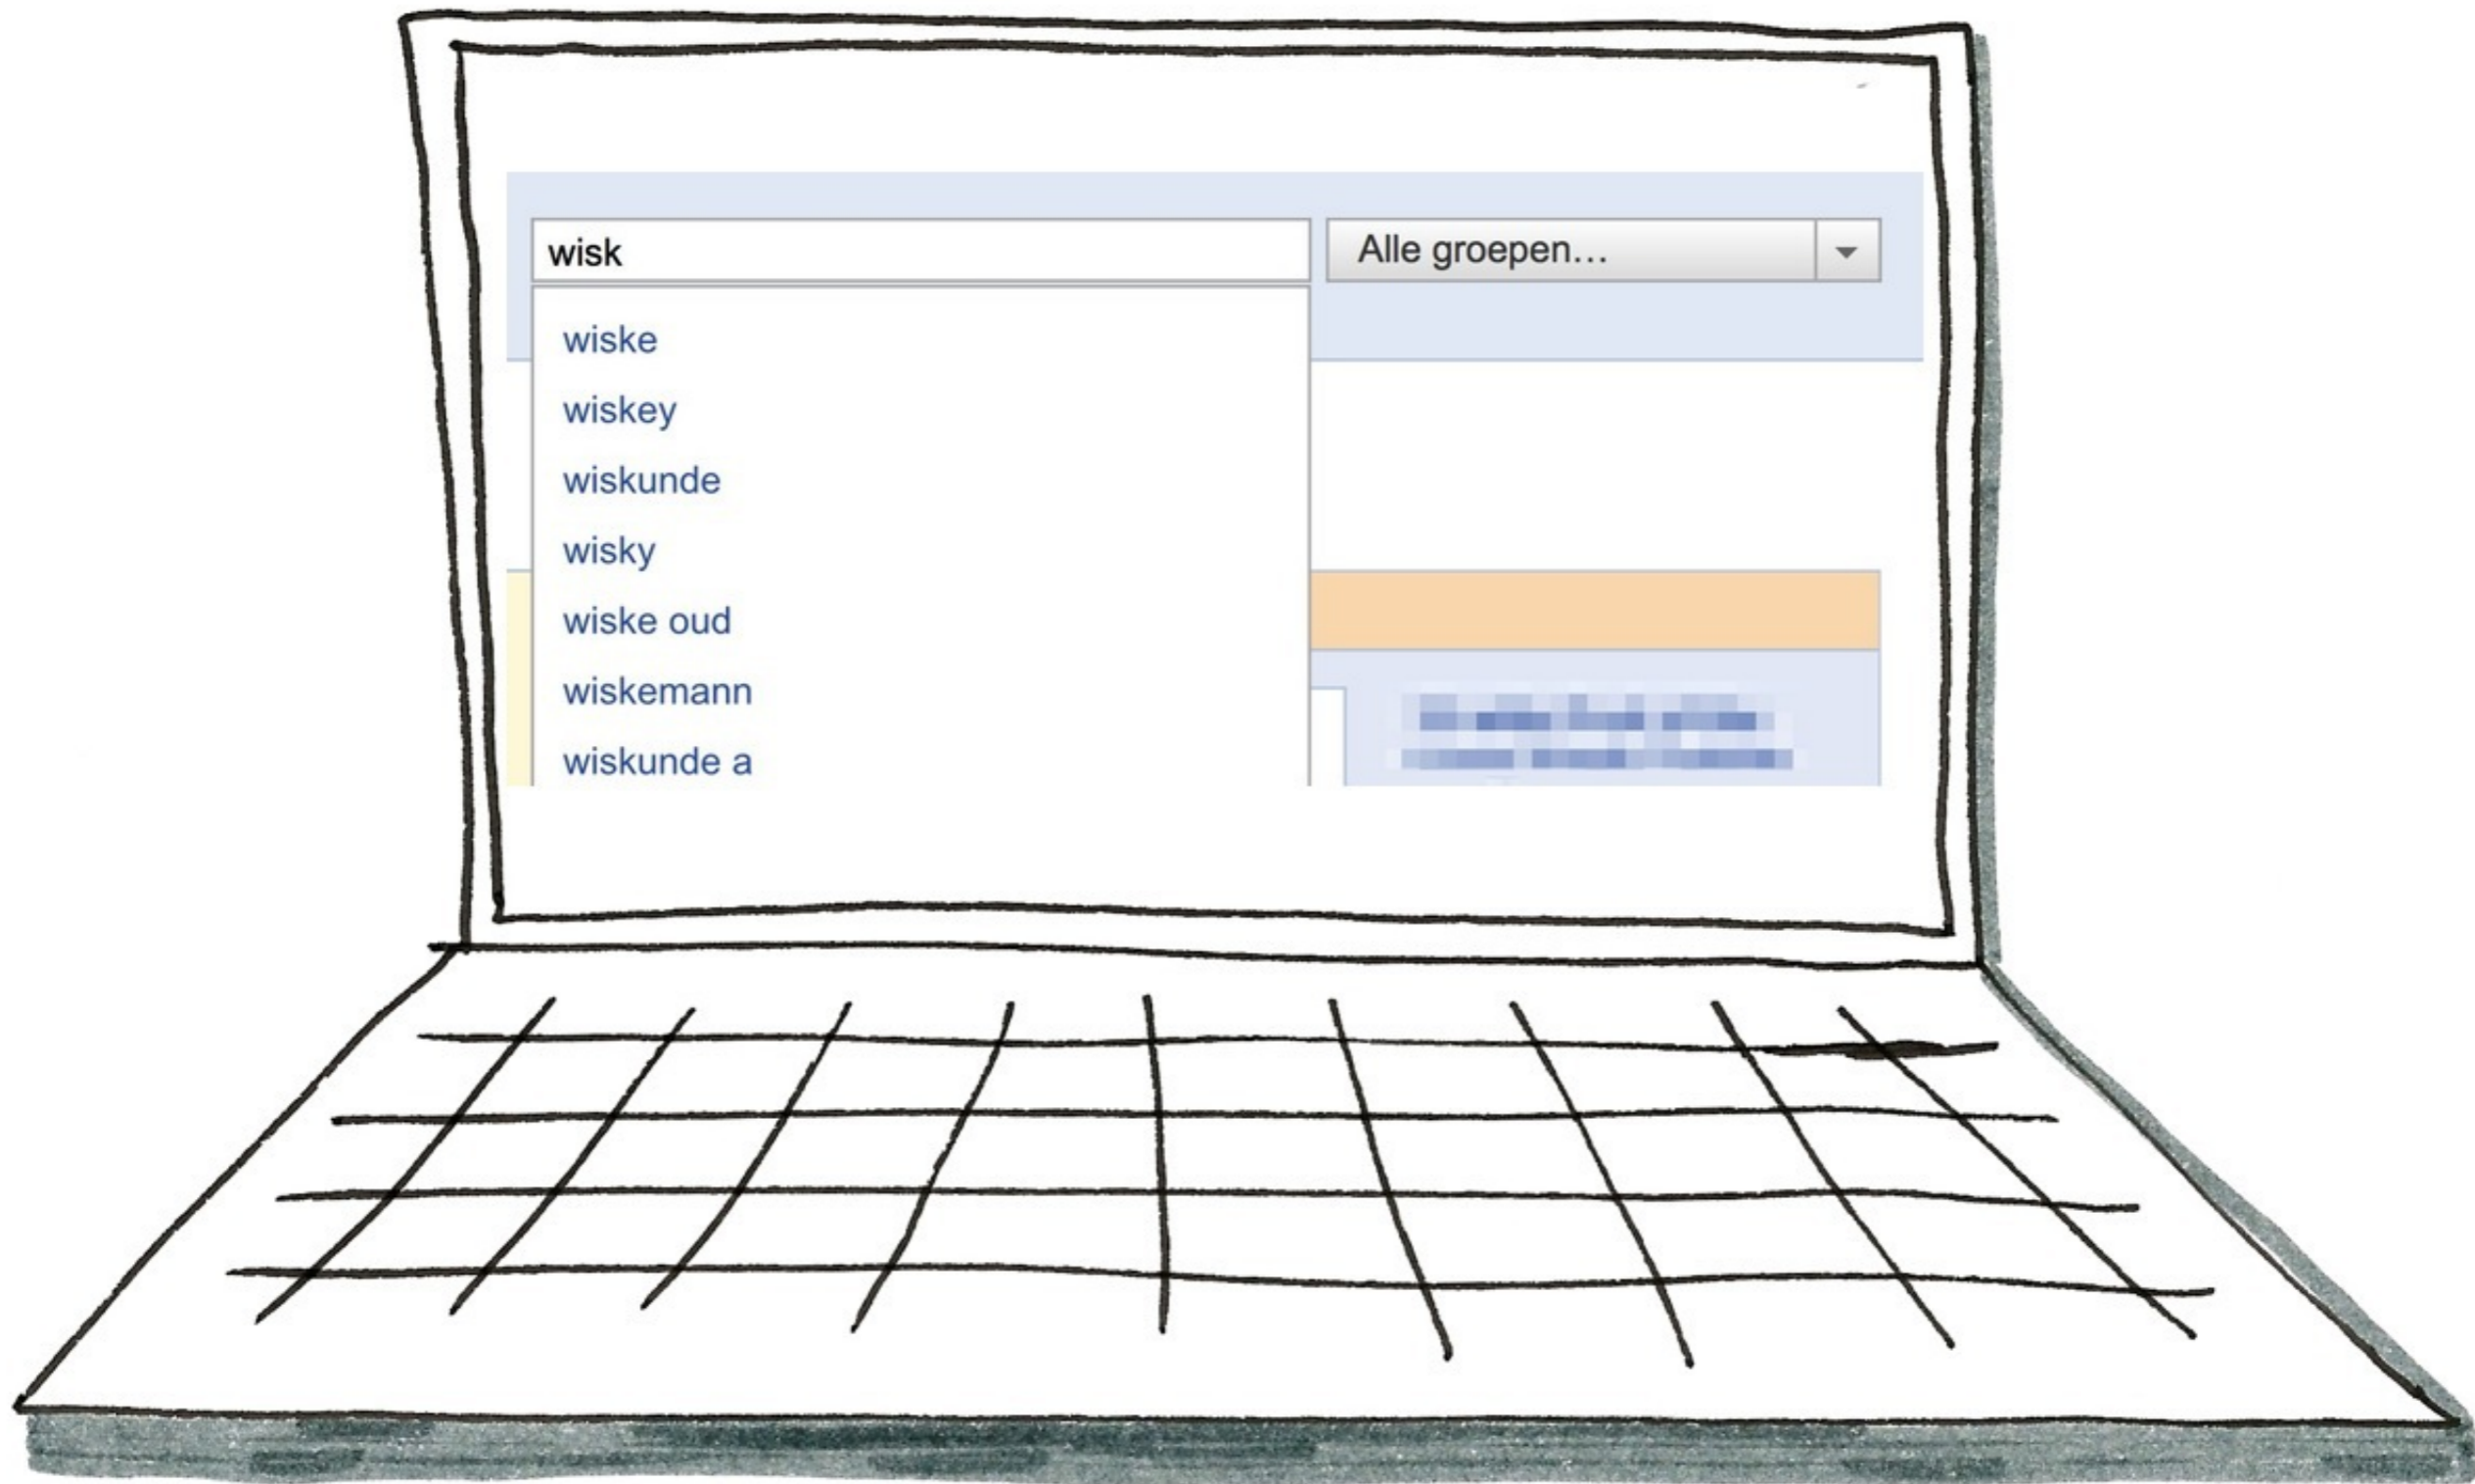 wisk
Alle groepen...
wiske
wiskey
wiskunde
wisky
wiske oud
wiskemann
wiskunde a